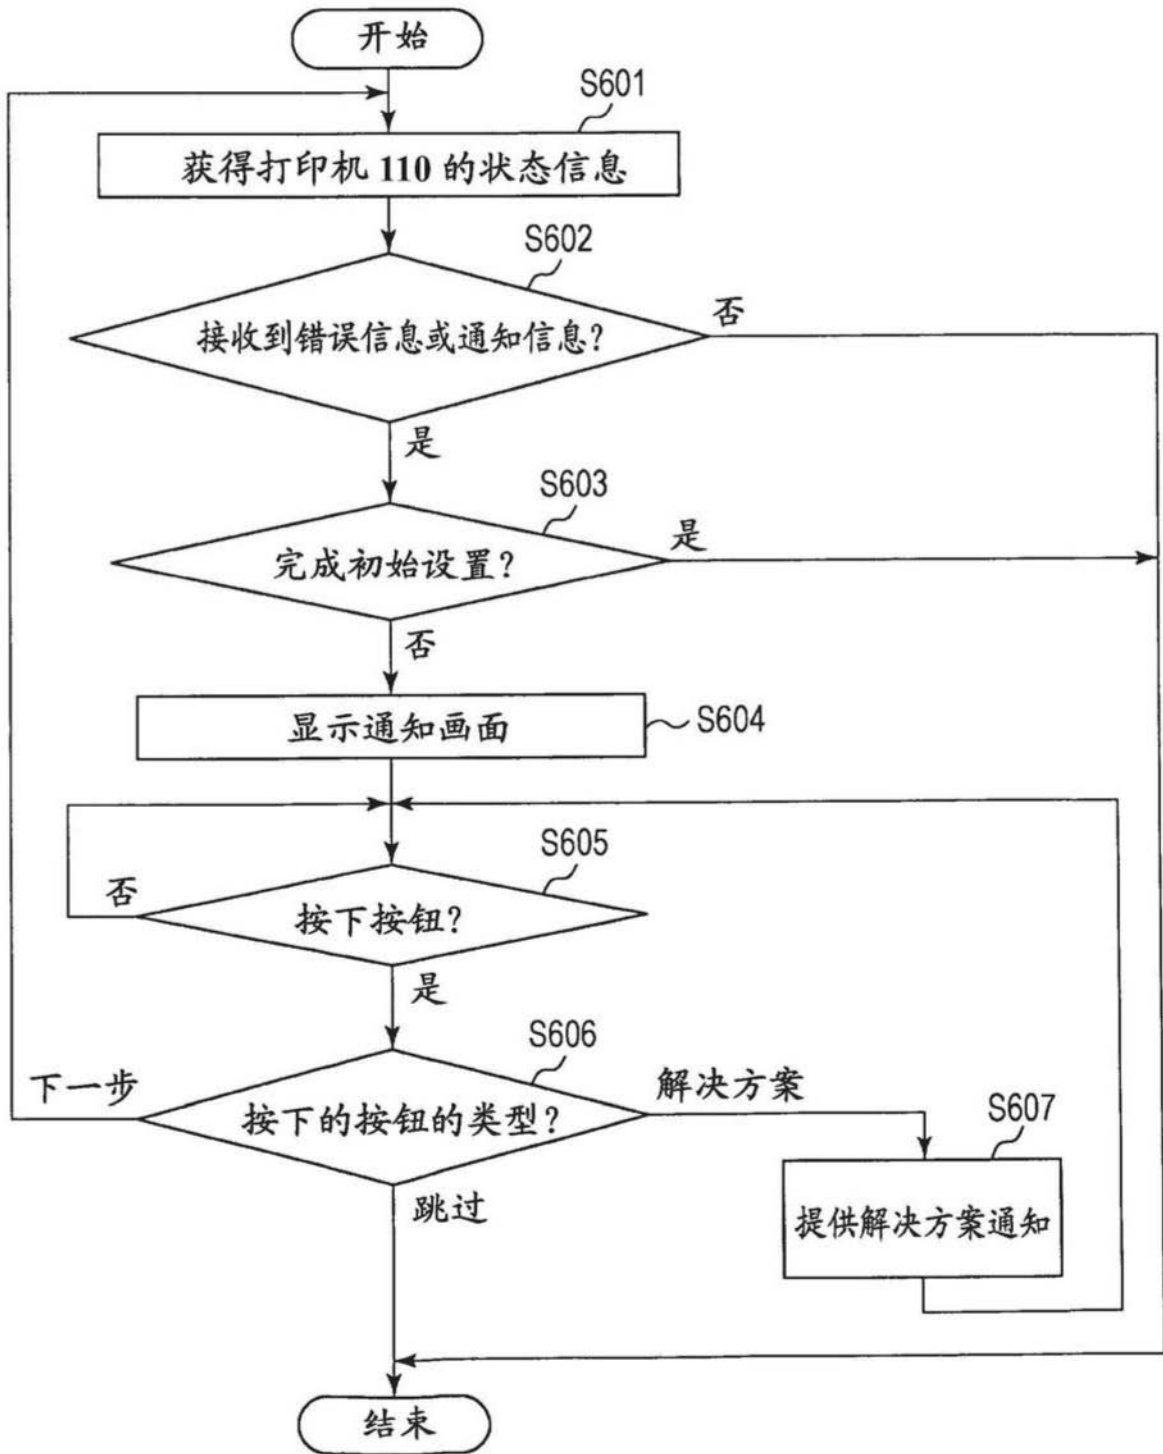 开始
S601
获得打印机 110 的状态信息
S602
接收到错误信息或通知信息?
否
是
S603
完成初始设置?
是
否
显示通知画面
S604
S605
按下按钮?
否
是
S606
按下的按钮的类型?
下一步
解决方案
S607
提供解决方案通知
跳过
结束